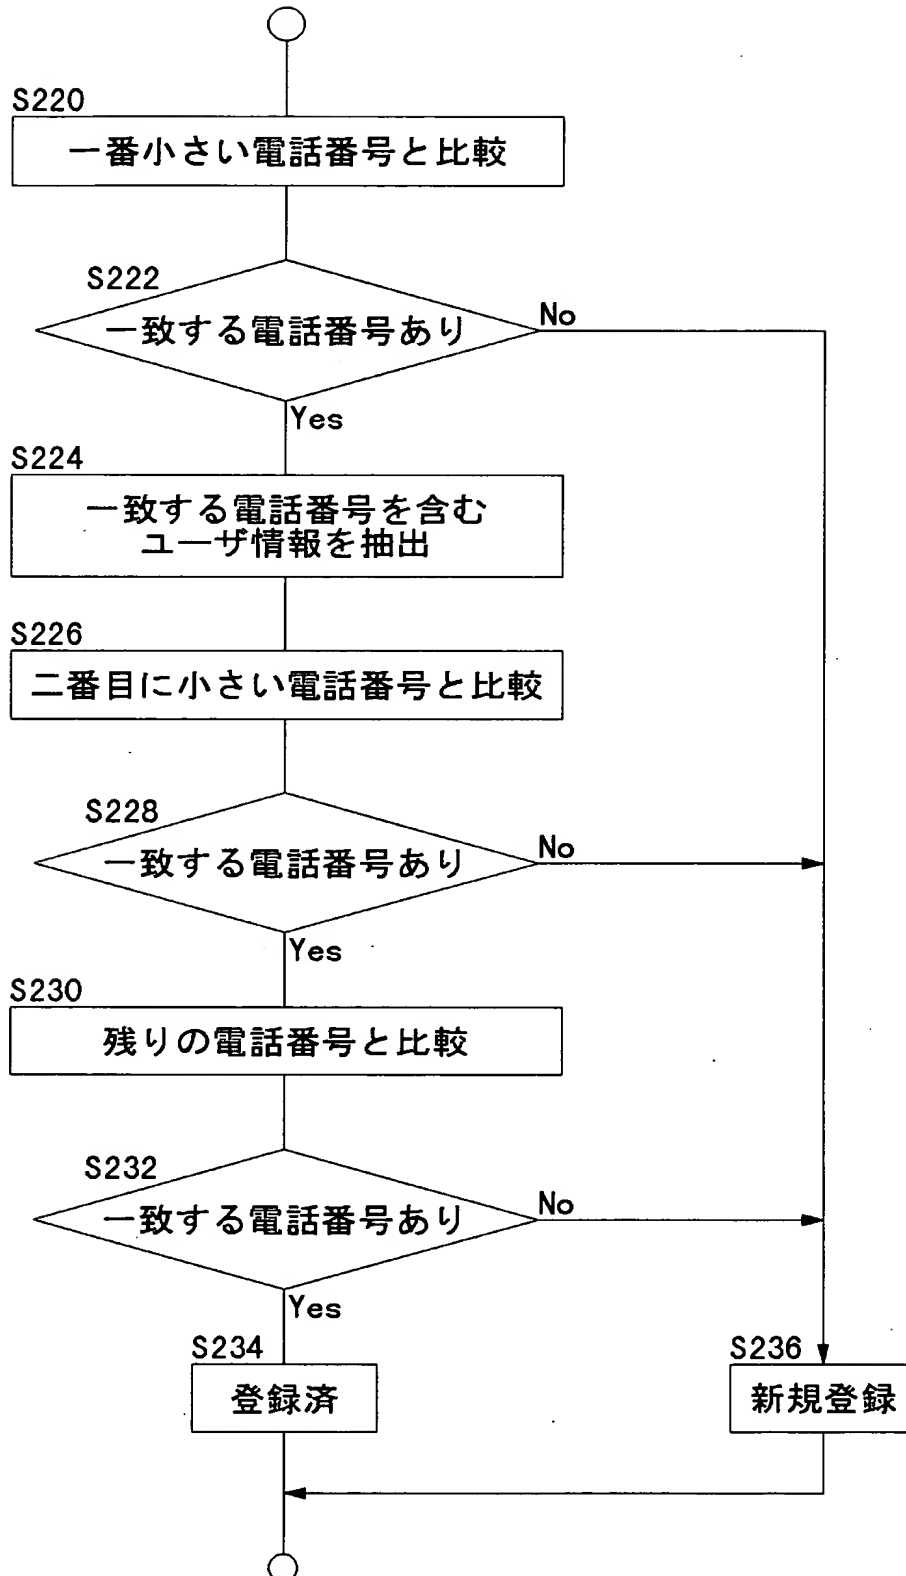 S220
一番小さい電話番号と比較
S222
一致する電話番号あり
No
Yes
S224
一致する電話番号を含む
ユーザ情報を抽出
S226
二番目に小さい電話番号と比較
S228
一致する電話番号あり
No
Yes
S230
残りの電話番号と比較
S232
一致する電話番号あり
No
Yes
S234
登録済
S236
新規登録